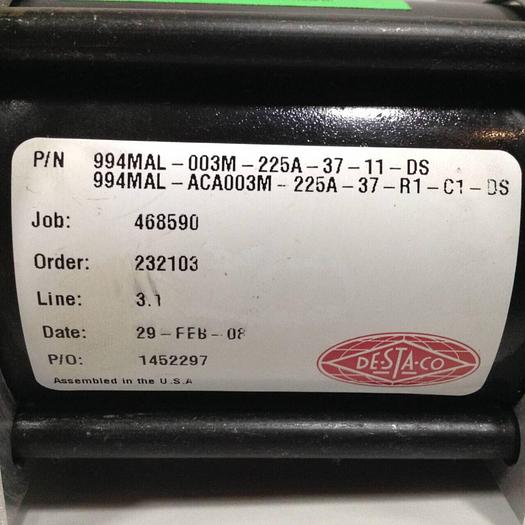 P/N 994MAL-003M-225A-37-11-DS
994MAL-ACA003M-225A-37-R1-C1-DS
Job: 468590
Order: 232103
Line: 3.1
Date: 29-FEB-08
P/O: 1452297
Assembled in the U.S.A
DE-STA-CO